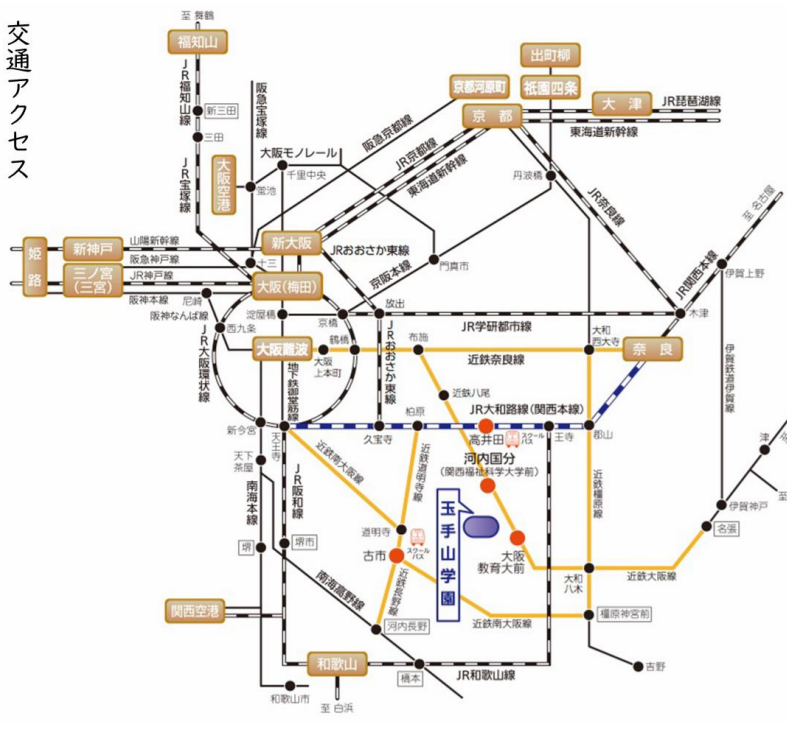 交通アクセス
至 舞鶴
福知山
JR福知山線
新三田
三田
JR宝塚線
阪急宝塚線
大阪空港
蛍池
大阪モノレール
千里中央
阪急京都線
京都河原町
出町柳
祇園四条
京都
大津
JR琵琶湖線
東海道新幹線
JR京都線
東海道新幹線
丹波橋
JR奈良線
至 名古屋
姫路
新神戸
三ノ宮
(三宮)
山陽新幹線
阪急神戸線
JR神戸線
阪神本線
阪神なんば線
尼崎
十三
新大阪
JRおおさか東線
京阪本線
門真市
JR関西本線
伊賀上野
大阪(梅田)
淀屋橋
京橋
放出
JR学研都市線
木津
西九条
JR大阪環状線
大阪難波
鶴橋
大阪
上本町
地下鉄御堂筋線
JRおおさか東線
布施
近鉄奈良線
大和
西大寺
奈良
伊賀鉄道伊賀線
近鉄八尾
柏原
JR大和路線(関西本線)
新今宮
天王寺
久宝寺
高井田
スクール
バス
王寺
郡山
天下
茶屋
近鉄南大阪線
近鉄道明寺線
河内国分
(関西福祉科学大学前)
近鉄橿原線
津
至
伊賀神戸
名張
南海本線
JR阪和線
堺
堺市
道明寺
スクール
バス
古市
玉手山学園
大阪
教育大前
大和
八木
近鉄大阪線
南海高野線
近鉄長野線
関西空港
河内長野
近鉄南大阪線
橿原神宮前
吉野
和歌山
橋本
JR和歌山線
和歌山市
至 白浜